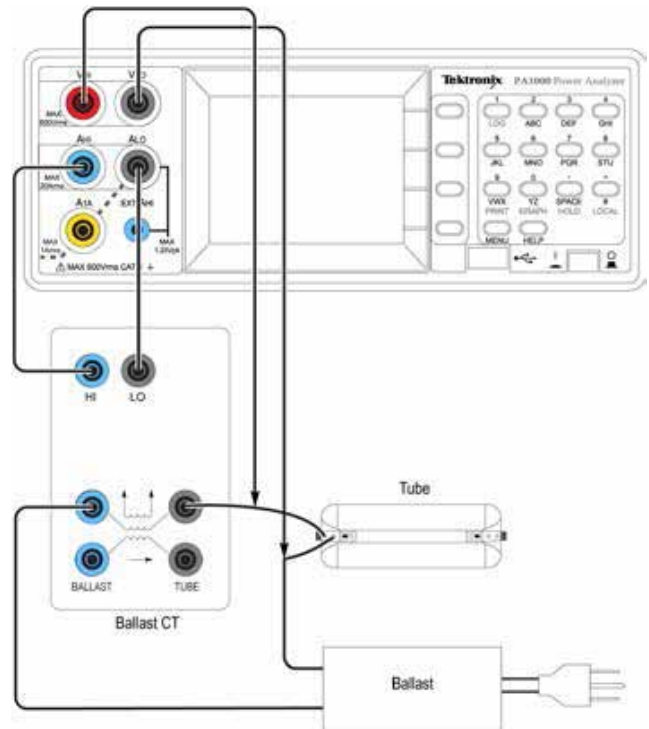 VHI VLO
MAX
600Vrms
AHI ALO
MAX
20Arms
EXT AHI
A1A
MAX
1Arms
MAX
1.25Vpk
MAX 600Vrms CAT II
Tektronix PA1000 Power Analyzer
1 2 3 4
LOG ABC DEF GHI
5 6 7 8
JKL MNO PQR STU
9 0 . *
VWX YZ SPACE #
PRINT GRAPH HOLD LOCAL
MENU HELP
HI LO
Tube
BALLAST TUBE
Ballast CT
Ballast